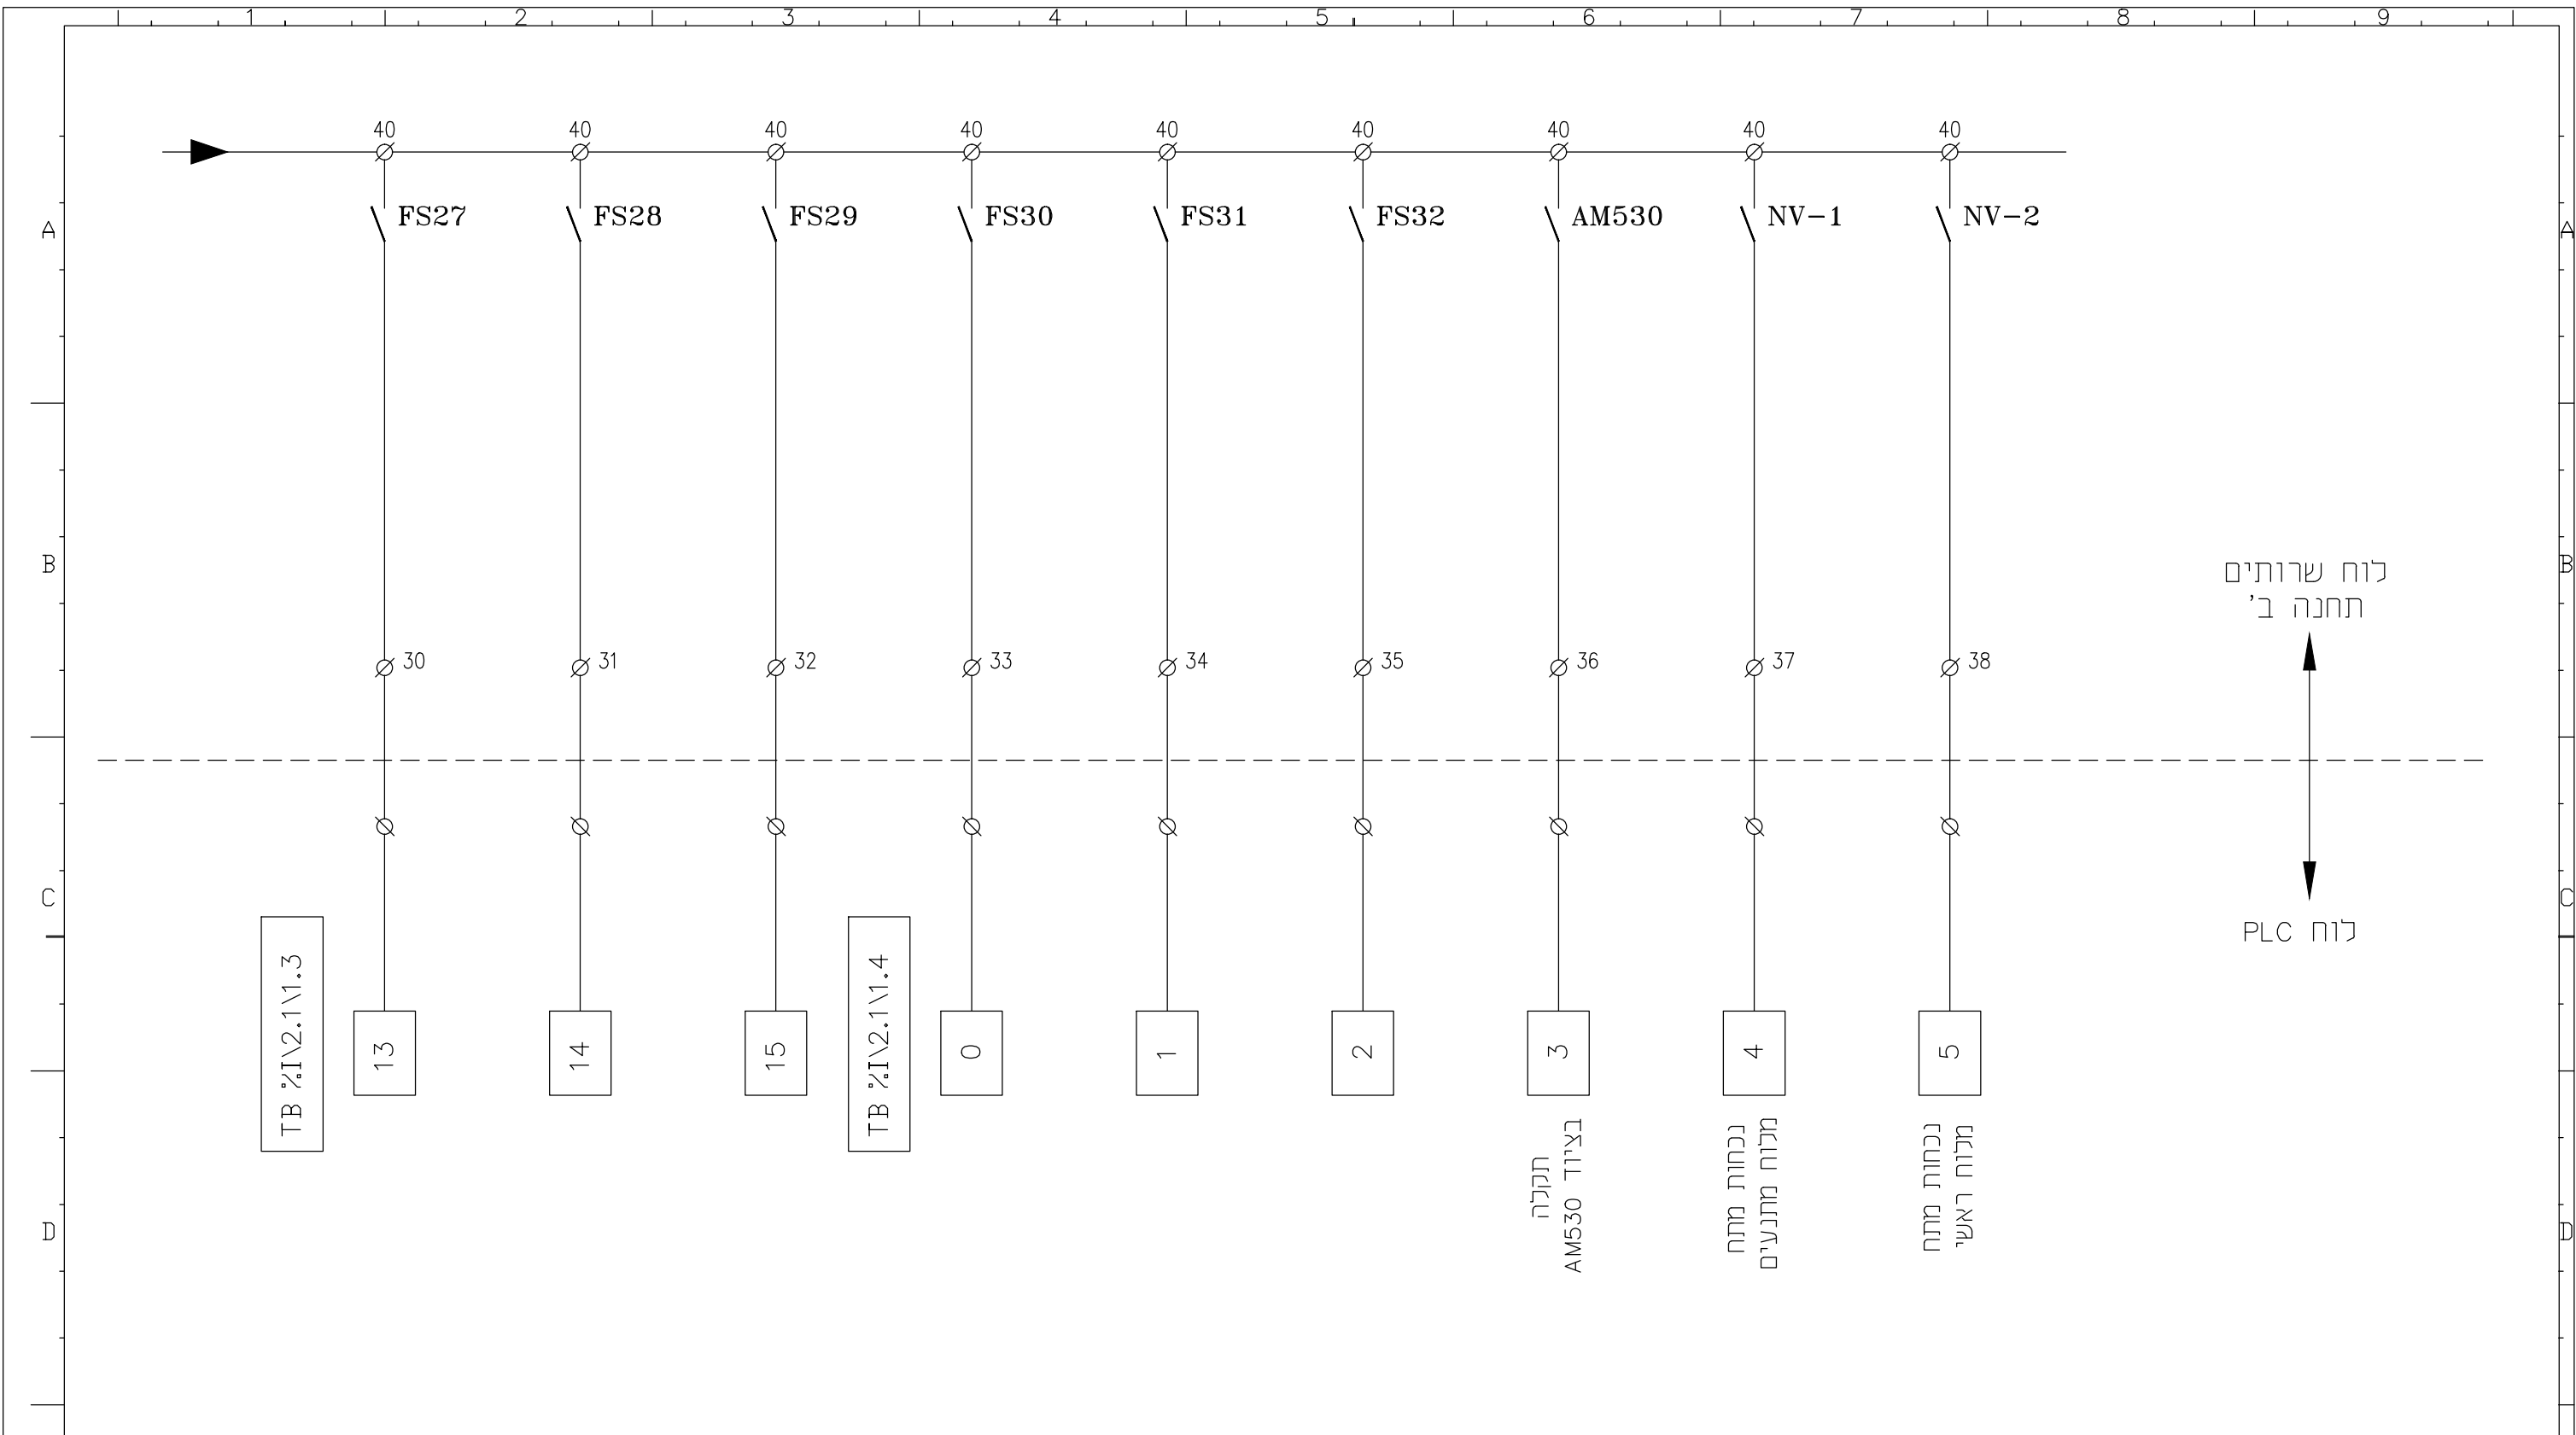 1 2 3 4 5 6 7 8 9
40 40 40 40 40 40 40 40 40
A FS27 FS28 FS29 FS30 FS31 FS32 AM530 NV-1 NV-2 A
B B
לוח שרותים
תחנה ב'
30 31 32 33 34 35 36 37 38
C C
לוח PLC
TB %I\2.1\1.3
13 14 15
TB %I\2.1\1.4
0 1 2 3 4 5
תקלה
בציוד AM530
נכחות מתח
מלוח מתנעים
נכחות מתח
מלוח ראשי
D D